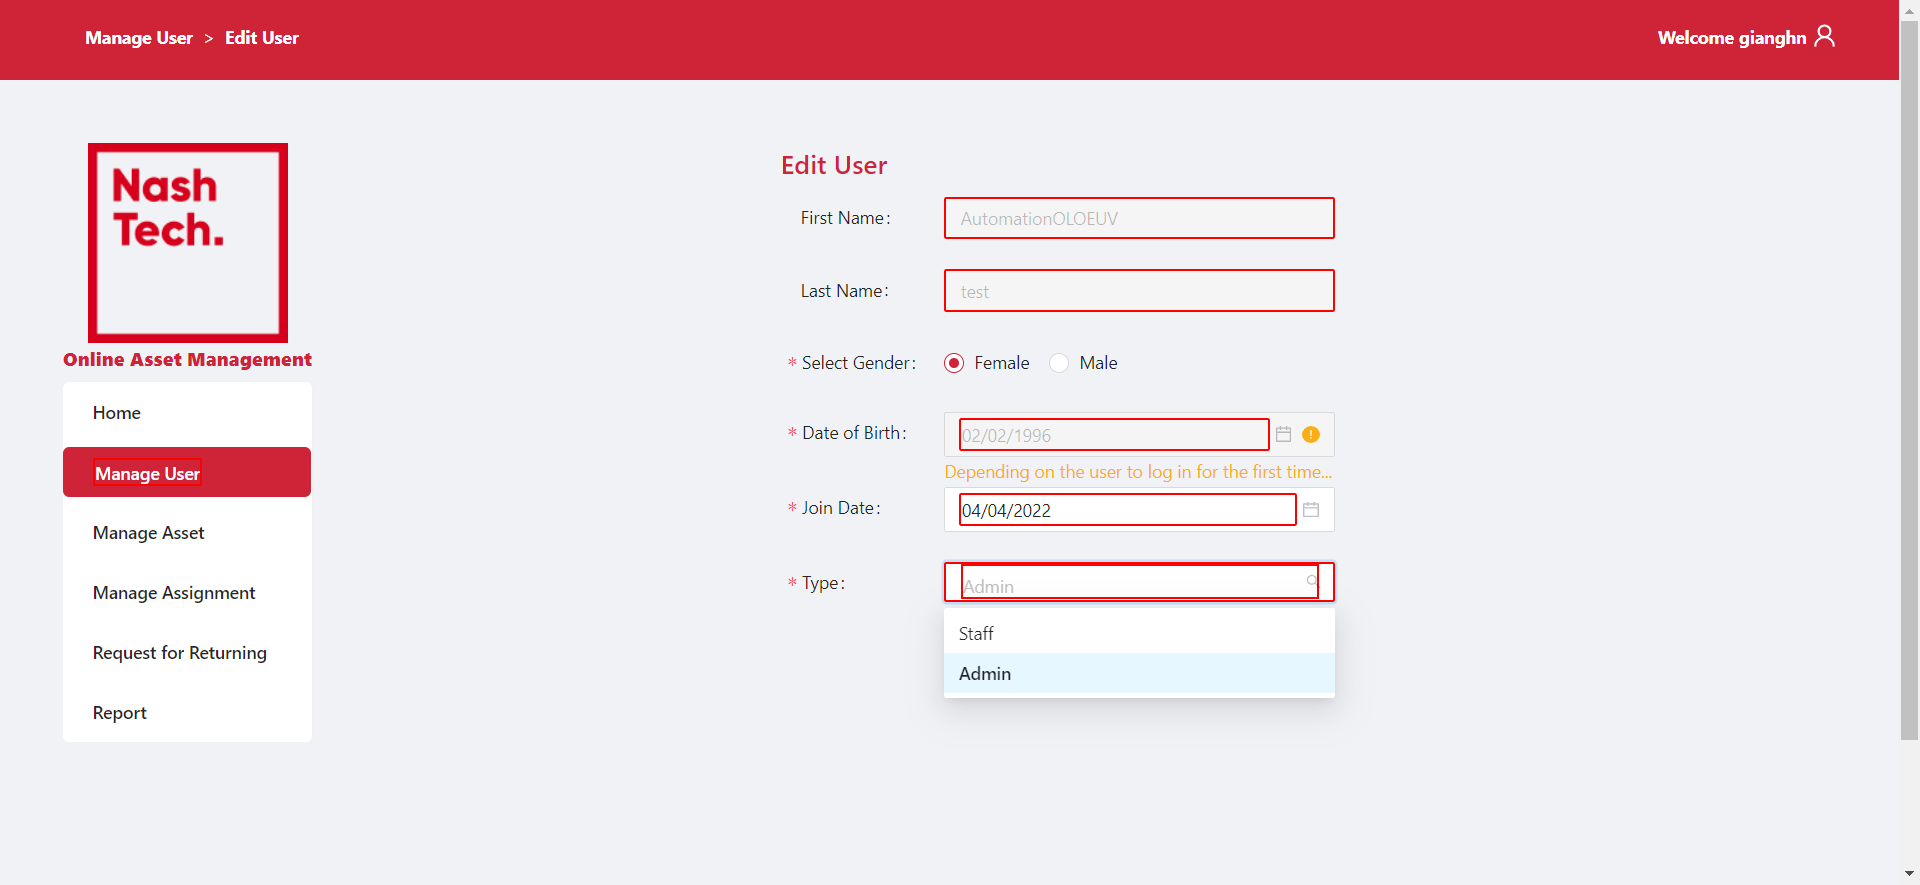 Manage User > Edit User
Welcome gianghn
Nash
Tech.
Online Asset Management
Home
Manage User
Manage Asset
Manage Assignment
Request for Returning
Report
Edit User
First Name:
AutomationOLOEUV
Last Name:
test
* Select Gender:
Female
Male
* Date of Birth:
02/02/1996
Depending on the user to log in for the first time...
* Join Date:
04/04/2022
* Type:
Admin
Staff
Admin